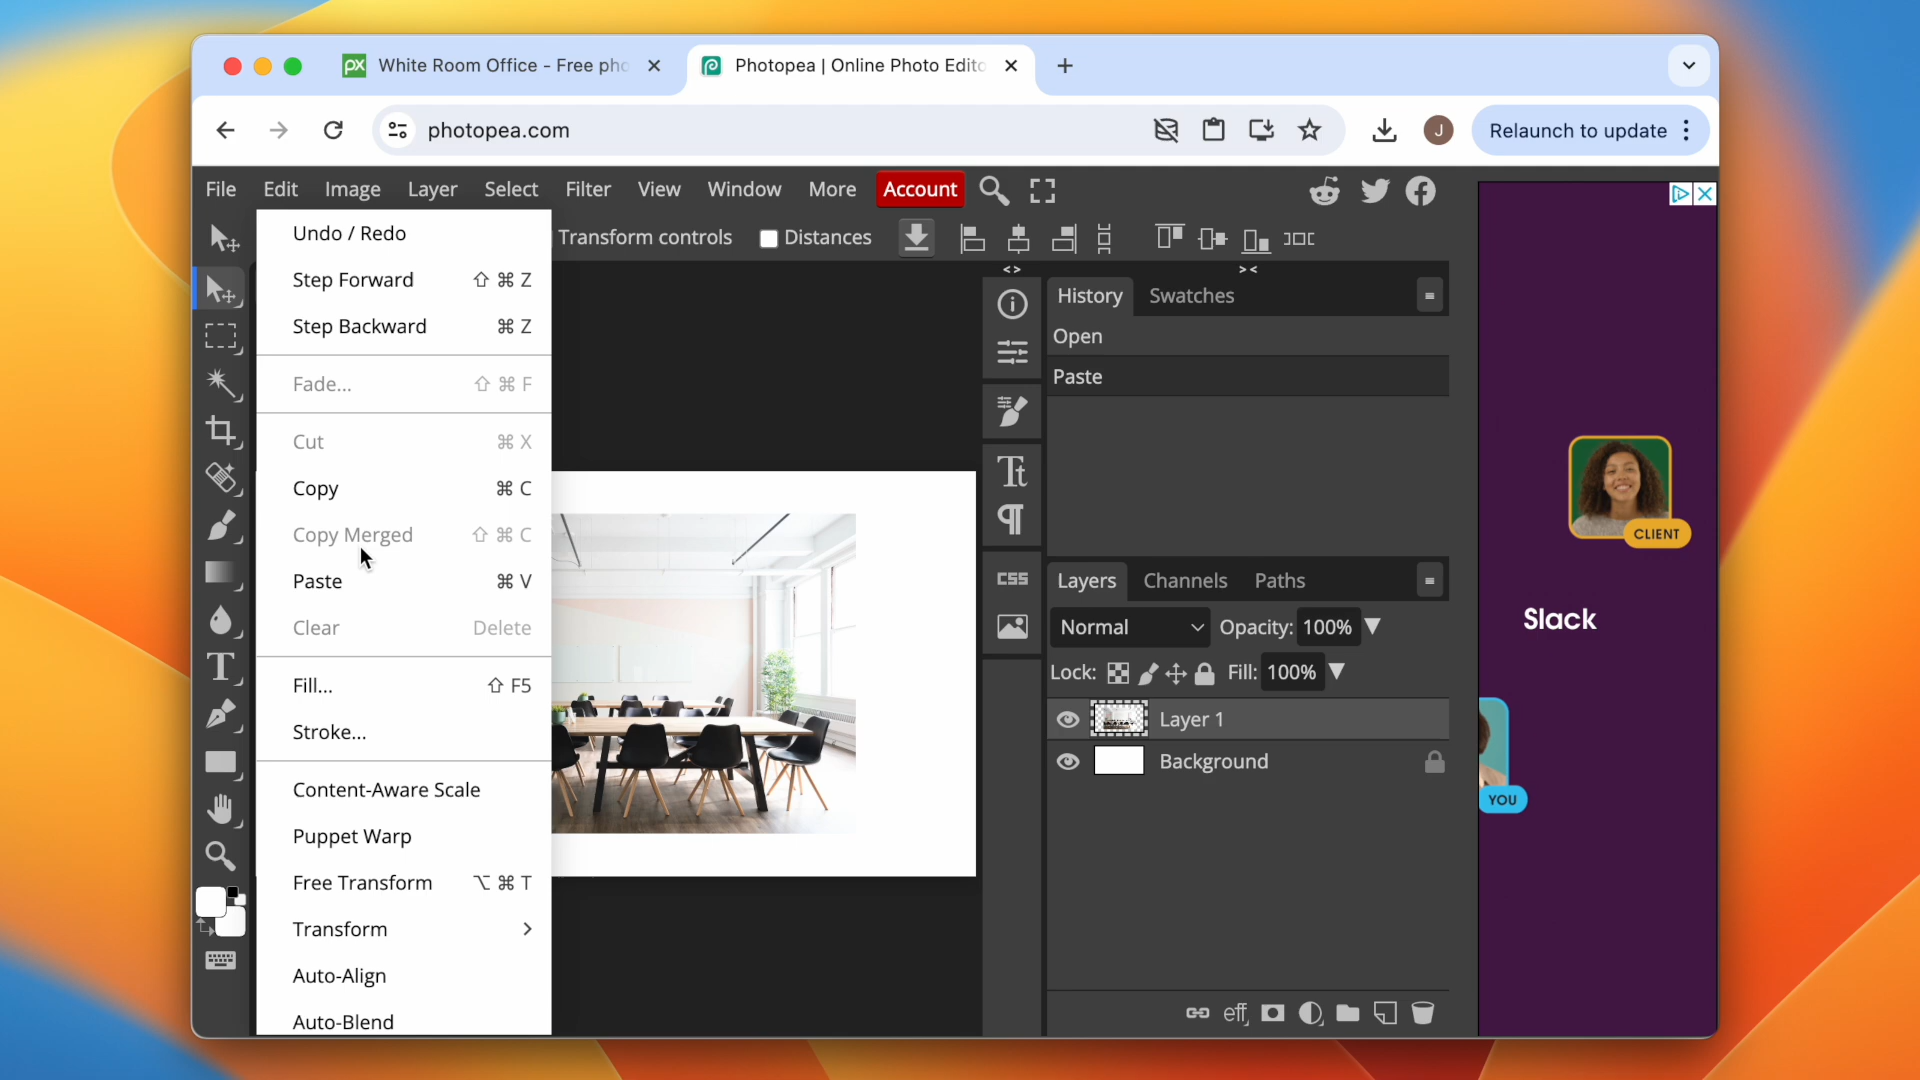 White Room Office - Free pho
Photopea | Online Photo Edito
photopea.com
J
Relaunch to update
File Edit Image Layer Select Filter View Window More Account
Transform controls Distances
Undo / Redo
Step Forward ⇧ ⌘ Z
Step Backward ⌘ Z
Fade... ⇧ ⌘ F
Cut ⌘ X
Copy ⌘ C
Copy Merged ⇧ ⌘ C
Paste ⌘ V
Clear Delete
Fill... ⇧ F5
Stroke...
Content-Aware Scale
Puppet Warp
Free Transform ⌥ ⌘ T
Transform
Auto-Align
Auto-Blend
CSS
History Swatches
Open
Paste
Layers Channels Paths
Normal Opacity: 100%
Lock: Fill: 100%
Layer 1
Background
eff
CLIENT
Slack
YOU